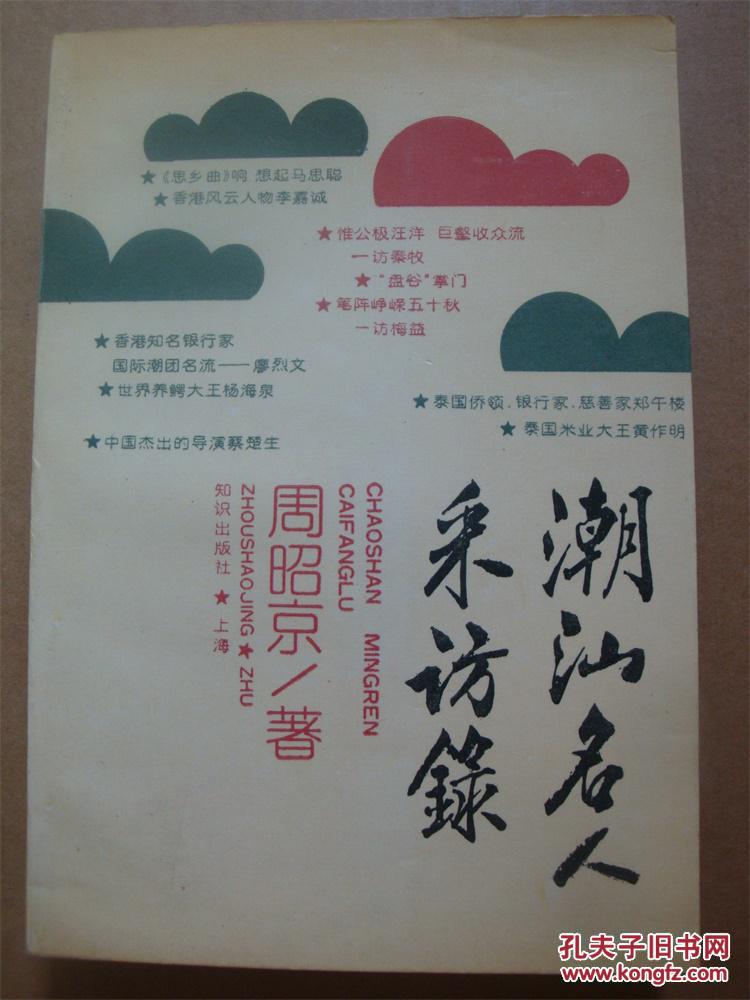 ★《思乡曲》响 想起马思聪
★香港风云人物李嘉诚
★惟公极汪洋 巨壑收众流
一访秦牧
★“盘谷”掌门
★笔阵峥嵘五十秋
一访梅益
★香港知名银行家
国际潮团名流——廖烈文
★世界养鳄大王杨海泉
★泰国侨领、银行家、慈善家郑午楼
★泰国米业大王黄作明
★中国杰出的导演蔡楚生
潮汕名人
采访錄
CHAOSHAN MINGREN
CAIFANGLU
周昭京/著
ZHOUSHAOJING★ZHU
知识出版社 ★ 上海
孔夫子旧书网
www.kongfz.com